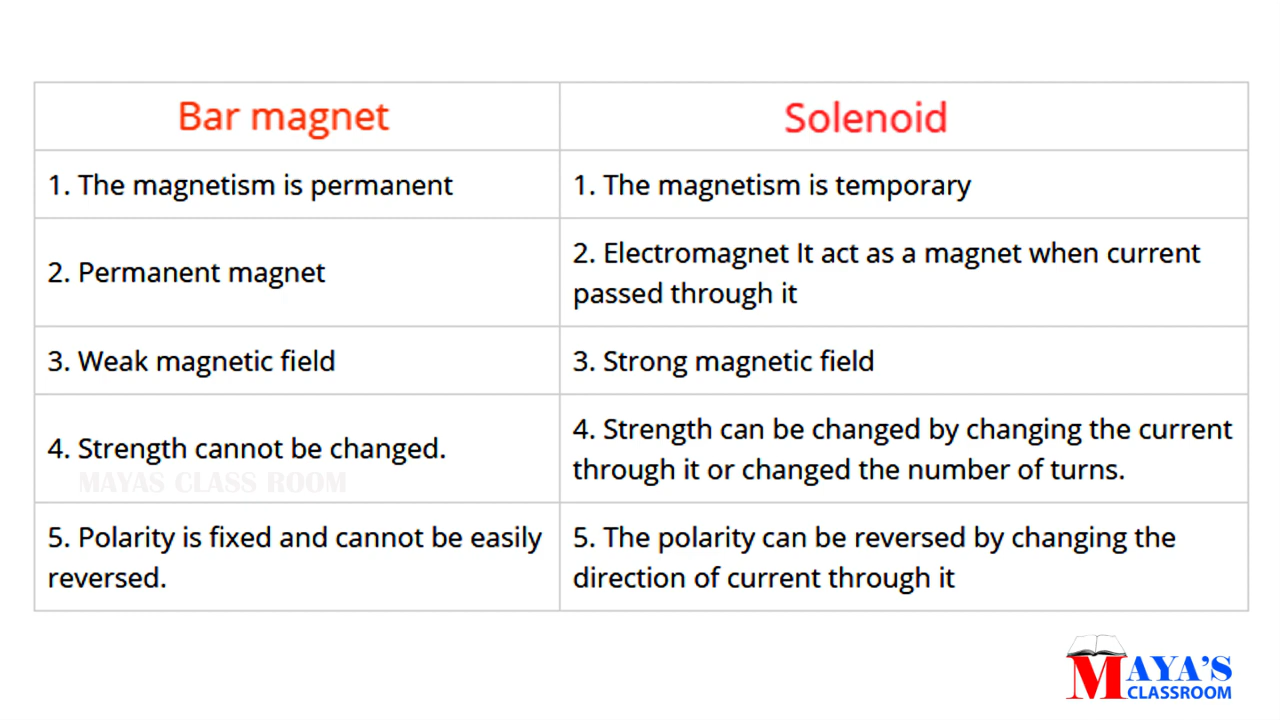 Bar magnet
Solenoid
1. The magnetism is permanent
1. The magnetism is temporary
2. Permanent magnet
2. Electromagnet It act as a magnet when current
passed through it
3. Weak magnetic field
3. Strong magnetic field
4. Strength cannot be changed.
MAYAS CLASS ROOM
4. Strength can be changed by changing the current
through it or changed the number of turns.
5. Polarity is fixed and cannot be easily
reversed.
5. The polarity can be reversed by changing the
direction of current through it
MAYA'S
CLASSROOM